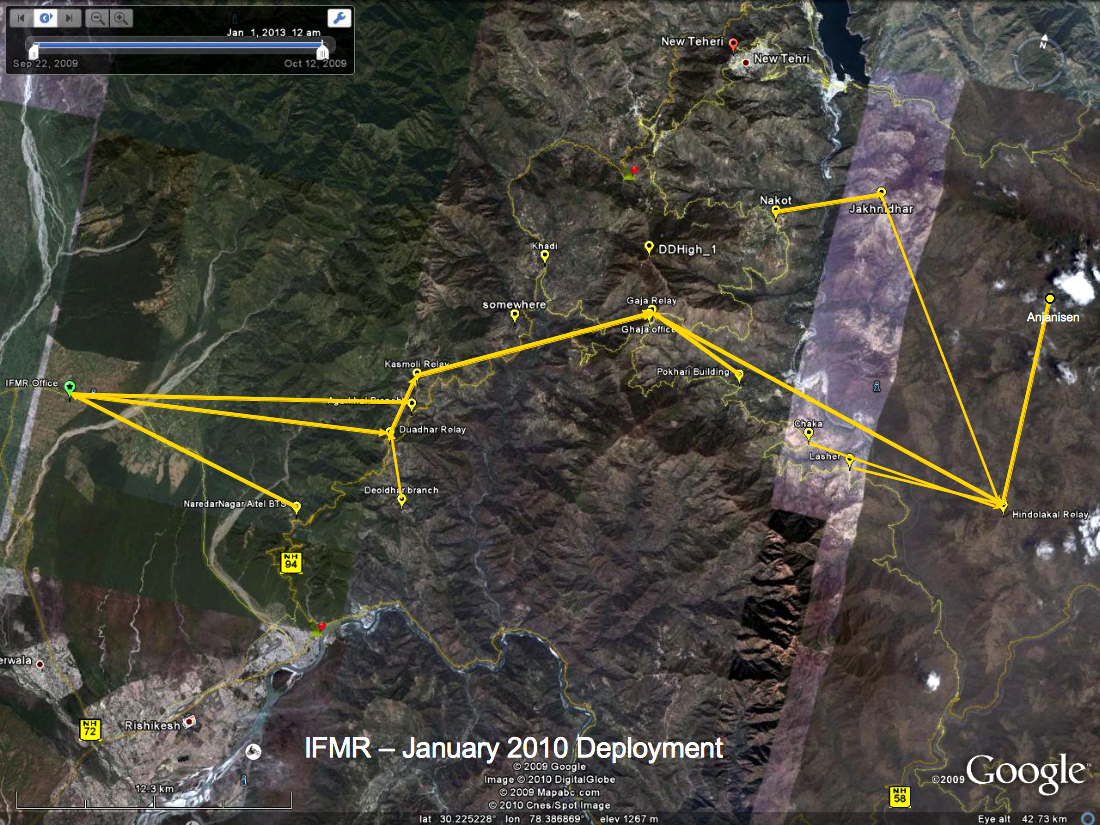 Jan 1, 2013 12 am
Sep 22, 2009
Oct 12, 2009
New Teheri
New Tehri
N
Nakot
Jakhnidhar
Khadi
DDHigh_1
Anjanisen
somewhere
Gaja Relay
Ghaja office
Kasmoli Relay
Pokhari Building
IFMR Office
Duadhar Relay
Chaka
Lasher
Deoldhar branch
NaredarNagar Aitel BTS
Hindolakal Relay
NH
94
erwala
Rishikesh
NH
72
IFMR – January 2010 Deployment
© 2009 Google
Image © 2010 DigitalGlobe
© 2009 Mapabc.com
© 2010 Cnes/Spot Image
©2009 Google™
12.3 km
NH
58
lat 30.225228° lon 78.386869° elev 1267 m
Eye alt 42.73 km